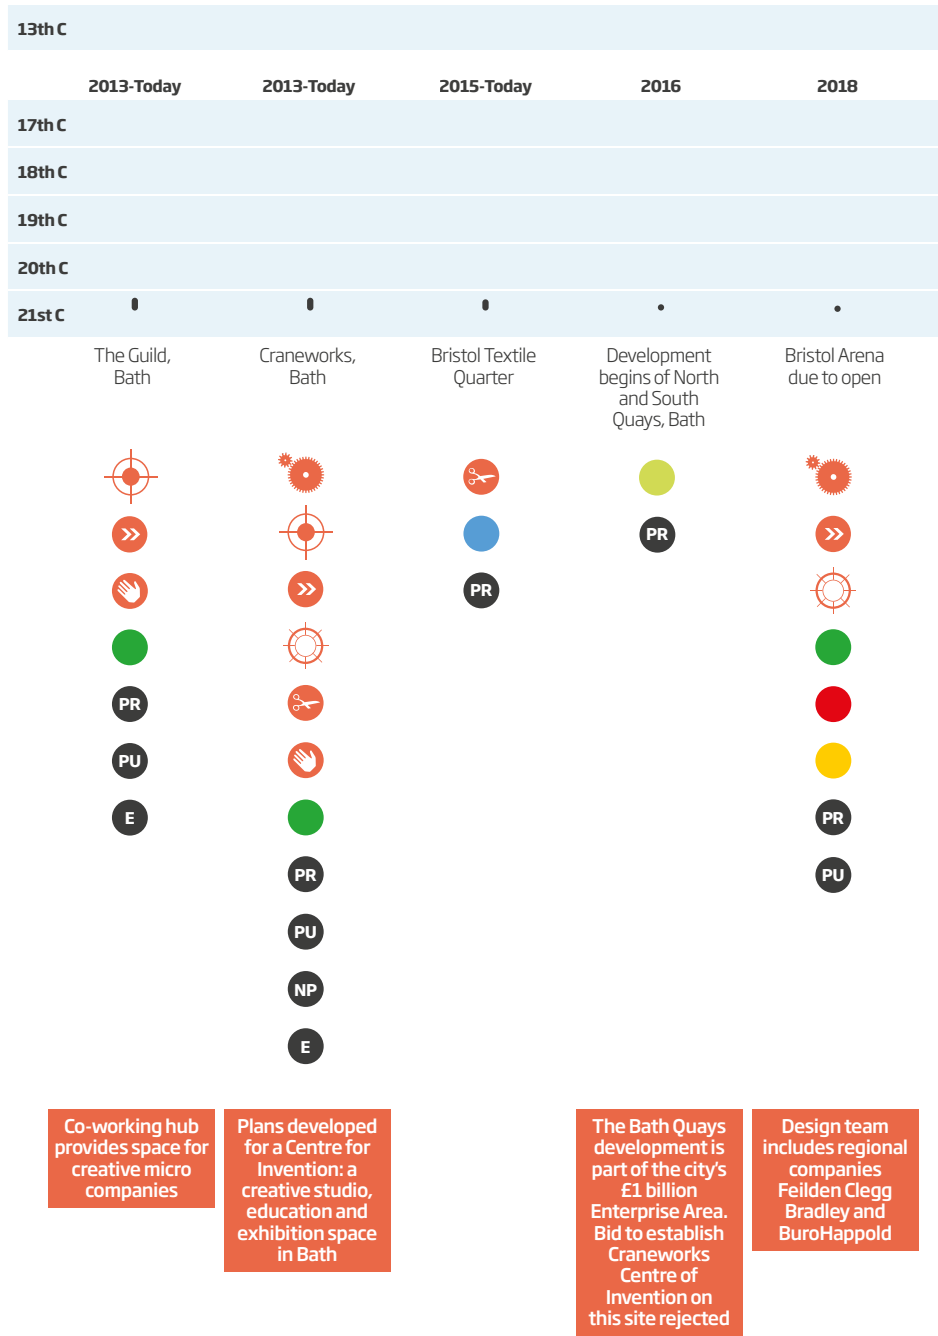 13th C
2013-Today
2013-Today
2015-Today
2016
2018
17th C
18th C
19th C
20th C
21st C
The Guild,
Bath
Craneworks,
Bath
Bristol Textile
Quarter
Development
begins of North
and South
Quays, Bath
Bristol Arena
due to open
PR
PU
E
PR
PU
NP
E
PR
PR
PR
PU
Co-working hub
provides space for
creative micro
companies
Plans developed
for a Centre for
Invention: a
creative studio,
education and
exhibition space
in Bath
The Bath Quays
development is
part of the city's
£1 billion
Enterprise Area.
Bid to establish
Craneworks
Centre of
Invention on
this site rejected
Design team
includes regional
companies
Feilden Clegg
Bradley and
BuroHappold